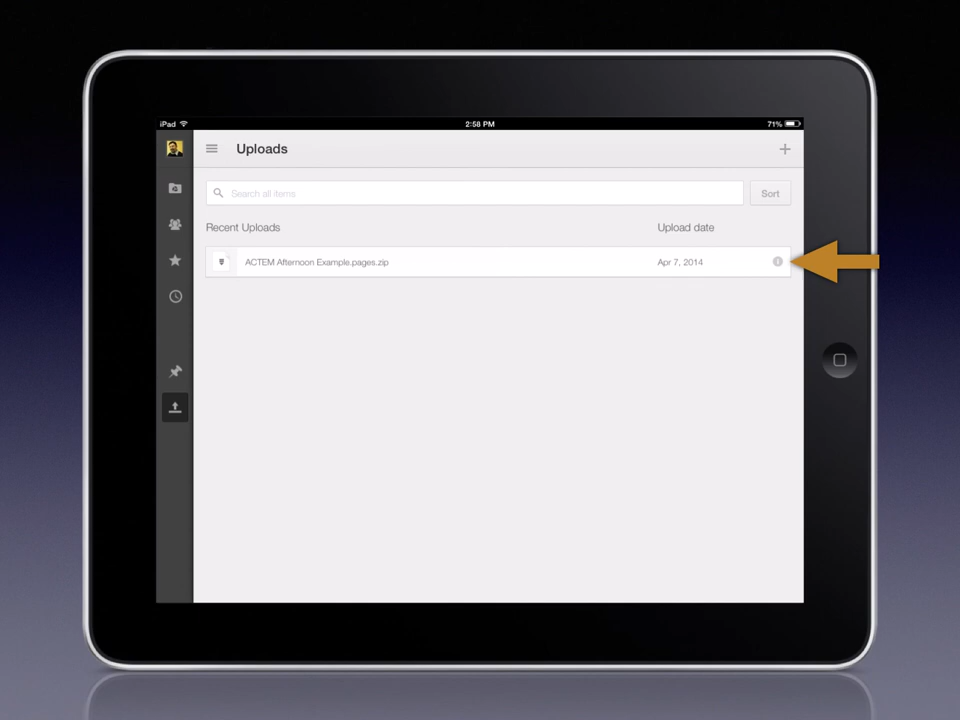 iPad 2:58 PM 71%
Uploads
Search all items Sort
Recent Uploads Upload date
ACTEM Afternoon Example.pages.zip Apr 7, 2014